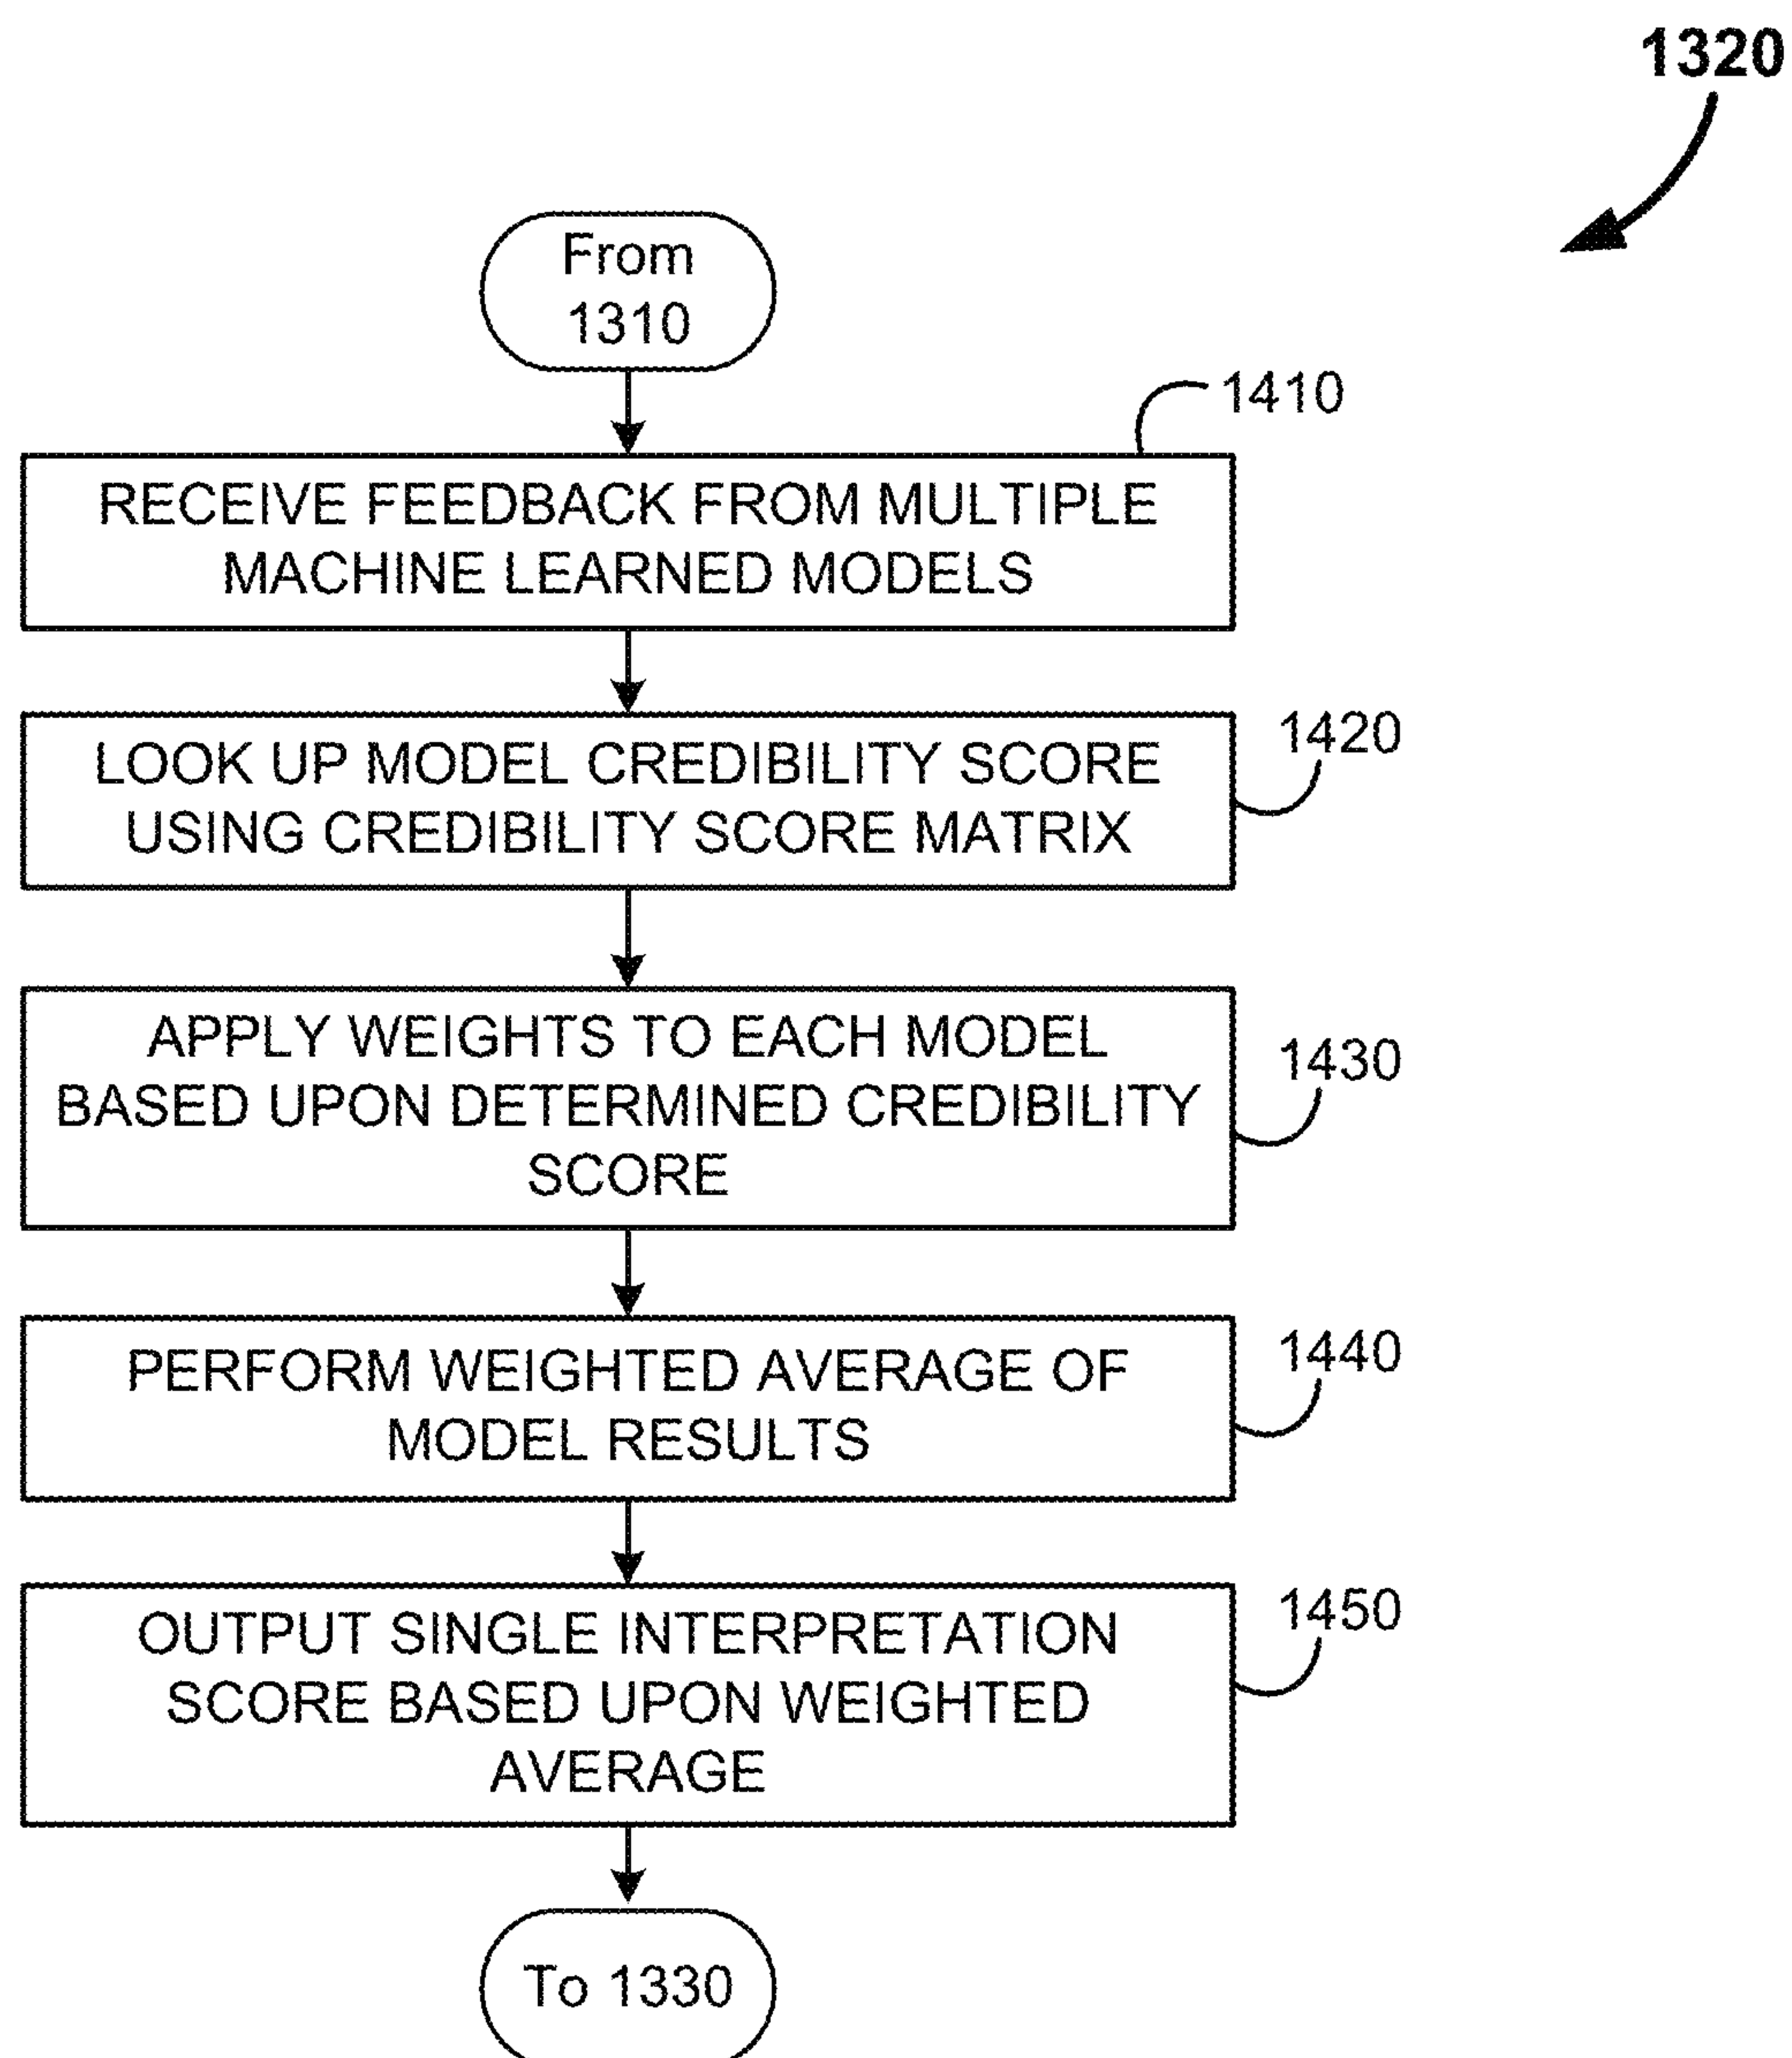 1320
From
1310
1410
RECEIVE FEEDBACK FROM MULTIPLE
MACHINE LEARNED MODELS
1420
LOOK UP MODEL CREDIBILITY SCORE
USING CREDIBILITY SCORE MATRIX
1430
APPLY WEIGHTS TO EACH MODEL
BASED UPON DETERMINED CREDIBILITY
SCORE
1440
PERFORM WEIGHTED AVERAGE OF
MODEL RESULTS
1450
OUTPUT SINGLE INTERPRETATION
SCORE BASED UPON WEIGHTED
AVERAGE
To 1330